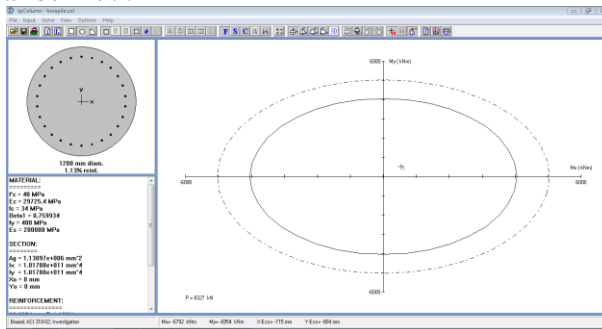 spColumn - borepile.col
File Input Solve View Options Help
y
x
1200 mm diam.
1.13% reinf.
MATERIAL:
=========
f'c = 40 MPa
Ec = 29725.4 MPa
fc = 34 MPa
Beta1 = 0.759934
fy = 400 MPa
Es = 200000 MPa
SECTION:
========
Ag = 1.13097e+006 mm^2
Ix = 1.01788e+011 mm^4
Iy = 1.01788e+011 mm^4
Xo = 0 mm
Yo = 0 mm
REINFORCEMENT:
6000
My (kNm)
Mx (kNm)
-6000
6000
-6000
P = 8327 kN
Biaxial; ACI 318-02; Investigation